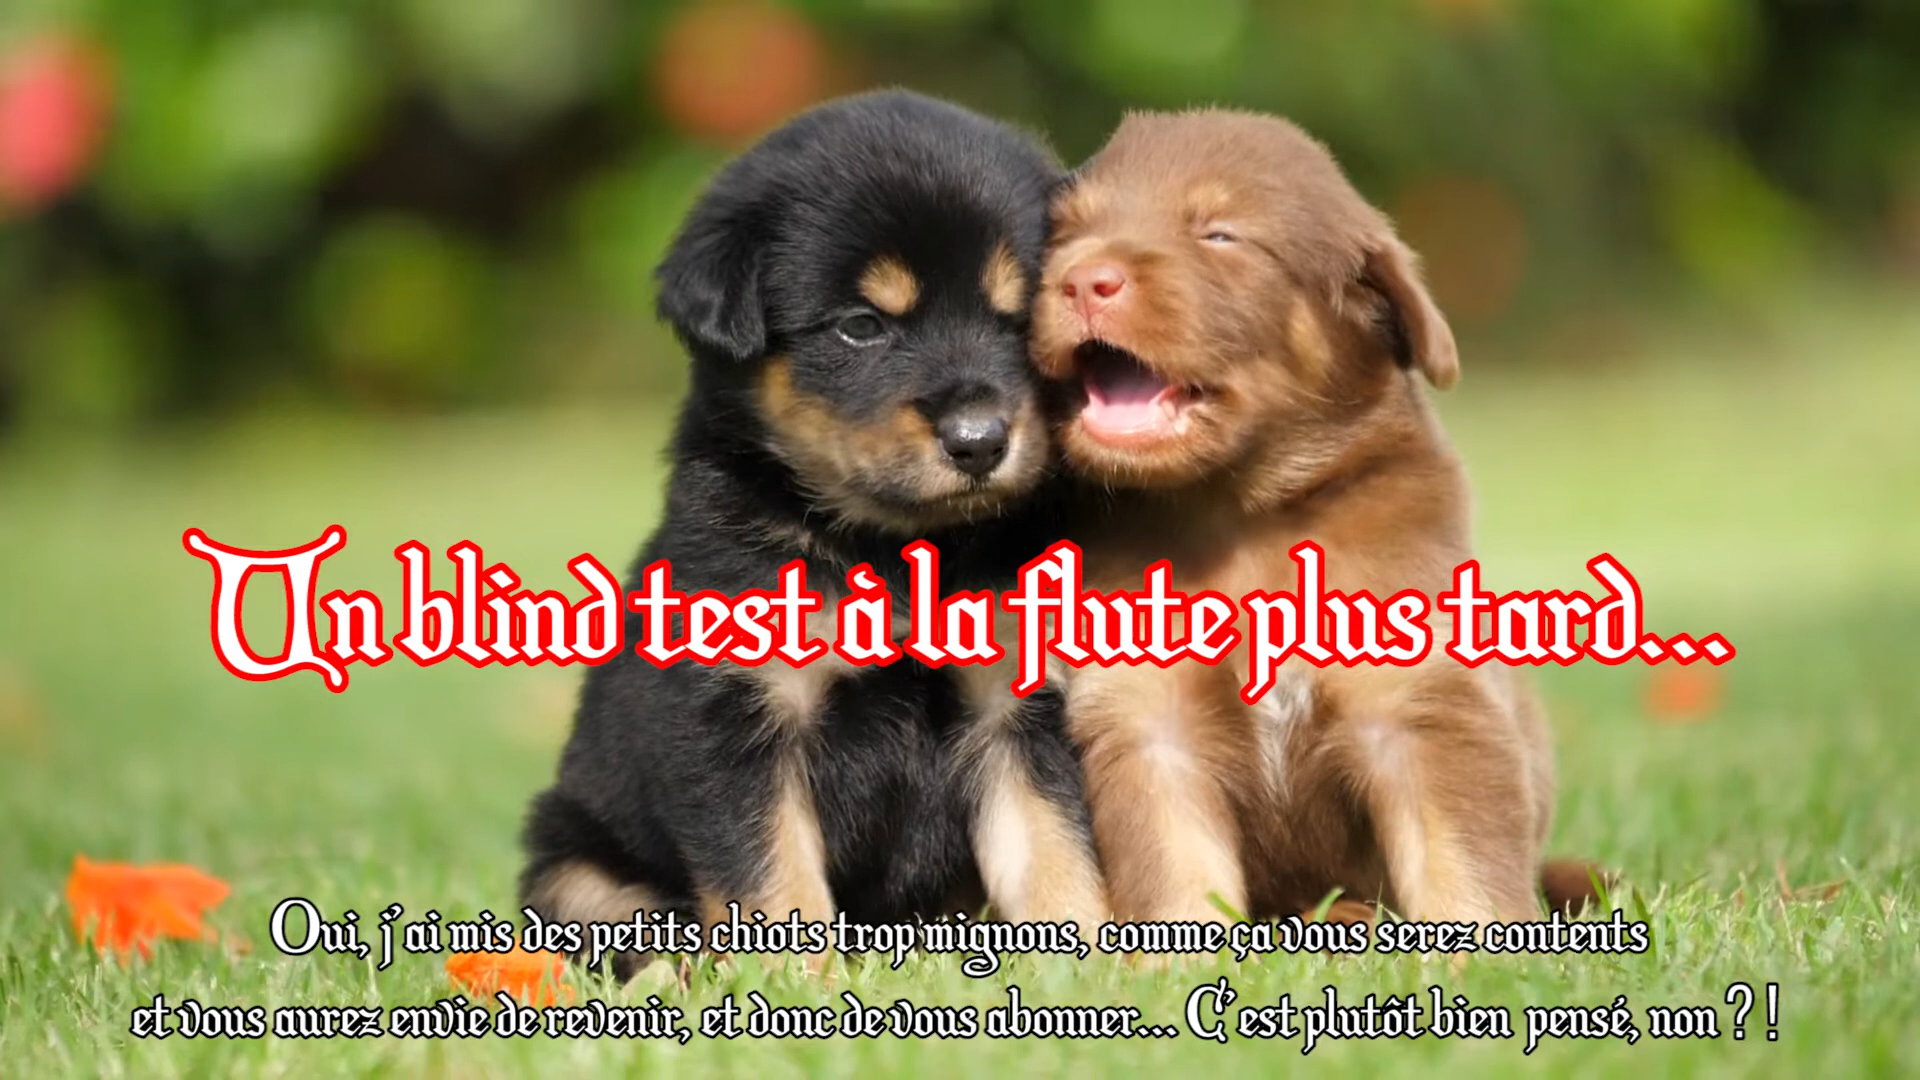 Un blind test à la flute plus tard...
Oui, j'ai mis des petits chiots trop mignons, comme ça vous serez contents
et vous aurez envie de revenir, et donc de vous abonner... C'est plutôt bien pensé, non ? !